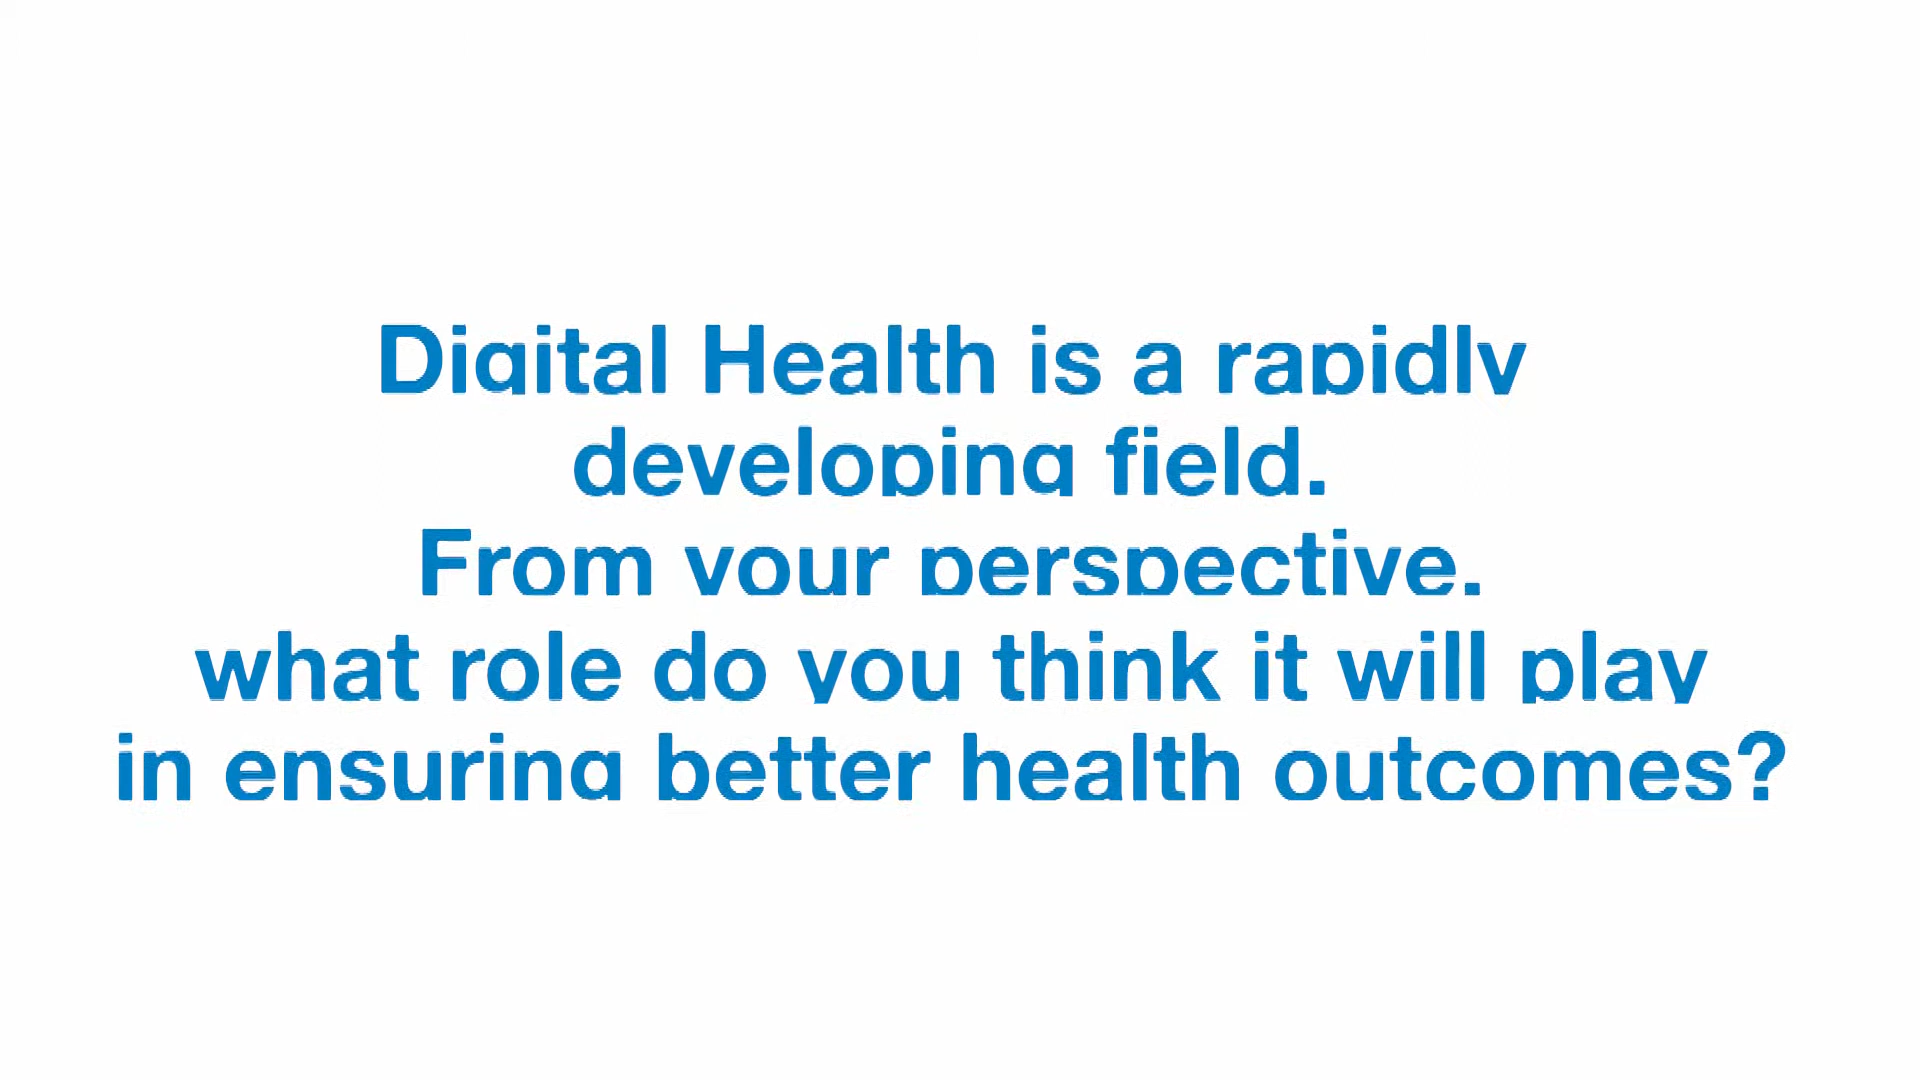 Digital Health is a rapidly
developing field.
From your perspective,
what role do you think it will play
in ensuring better health outcomes?